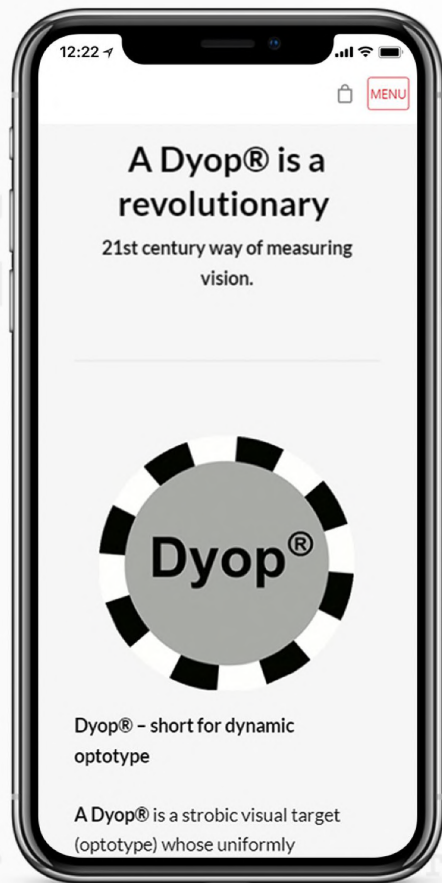 12:22
MENU
A Dyop® is a
revolutionary
21st century way of measuring
vision.
Dyop®
Dyop® – short for dynamic
optotype
A Dyop® is a strobic visual target
(optotype) whose uniformly